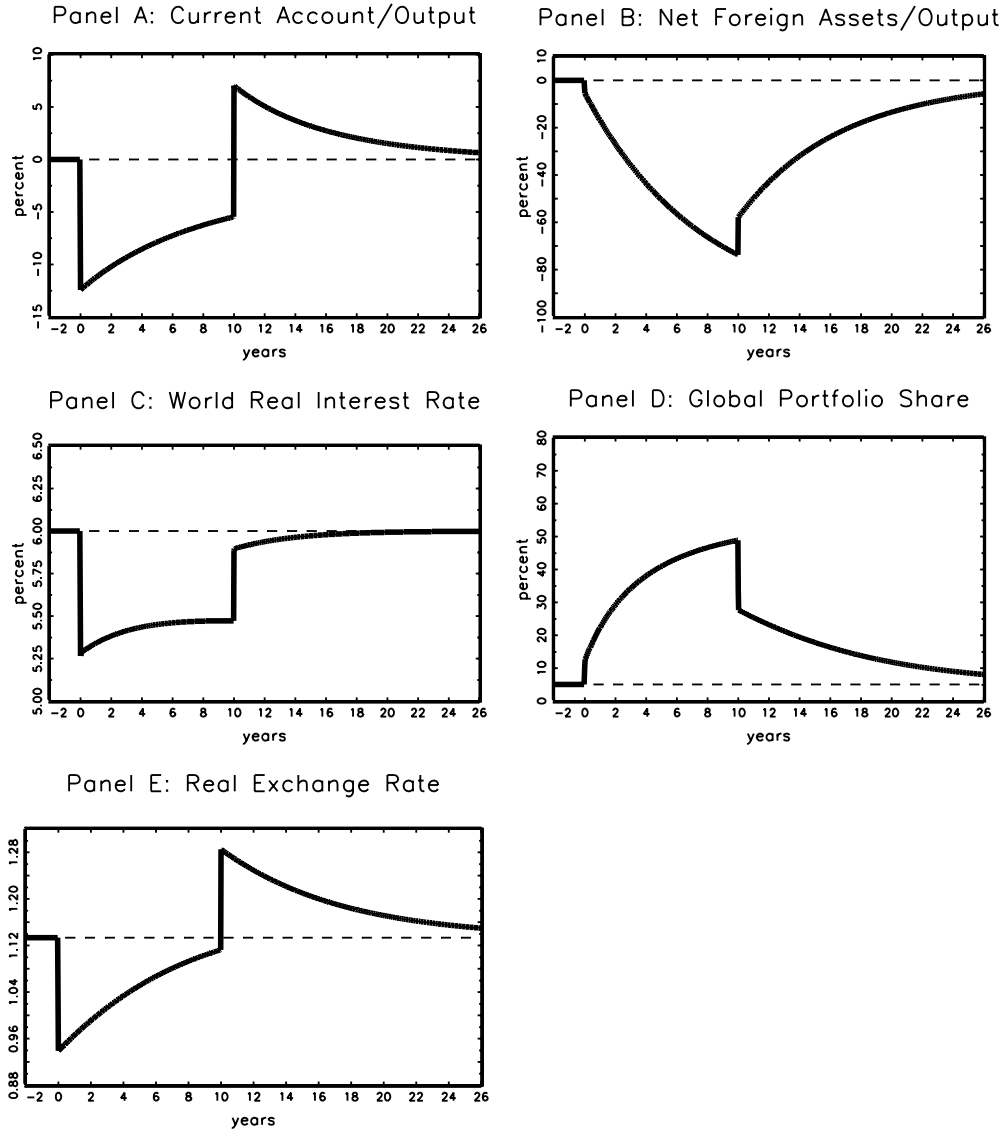 Panel A: Current Account/Output
percent
10
5
0
−5
−10
−15
−2 0 2 4 6 8 10 12 14 16 18 20 22 24 26
years
Panel B: Net Foreign Assets/Output
percent
10
0
−20
−40
−60
−80
−100
−2 0 2 4 6 8 10 12 14 16 18 20 22 24 26
years
Panel C: World Real Interest Rate
percent
6.50
6.25
6.00
5.75
5.50
5.25
5.00
−2 0 2 4 6 8 10 12 14 16 18 20 22 24 26
years
Panel D: Global Portfolio Share
percent
80
70
60
50
40
30
20
10
0
−2 0 2 4 6 8 10 12 14 16 18 20 22 24 26
years
Panel E: Real Exchange Rate
1.28
1.20
1.12
1.04
0.96
0.88
−2 0 2 4 6 8 10 12 14 16 18 20 22 24 26
years